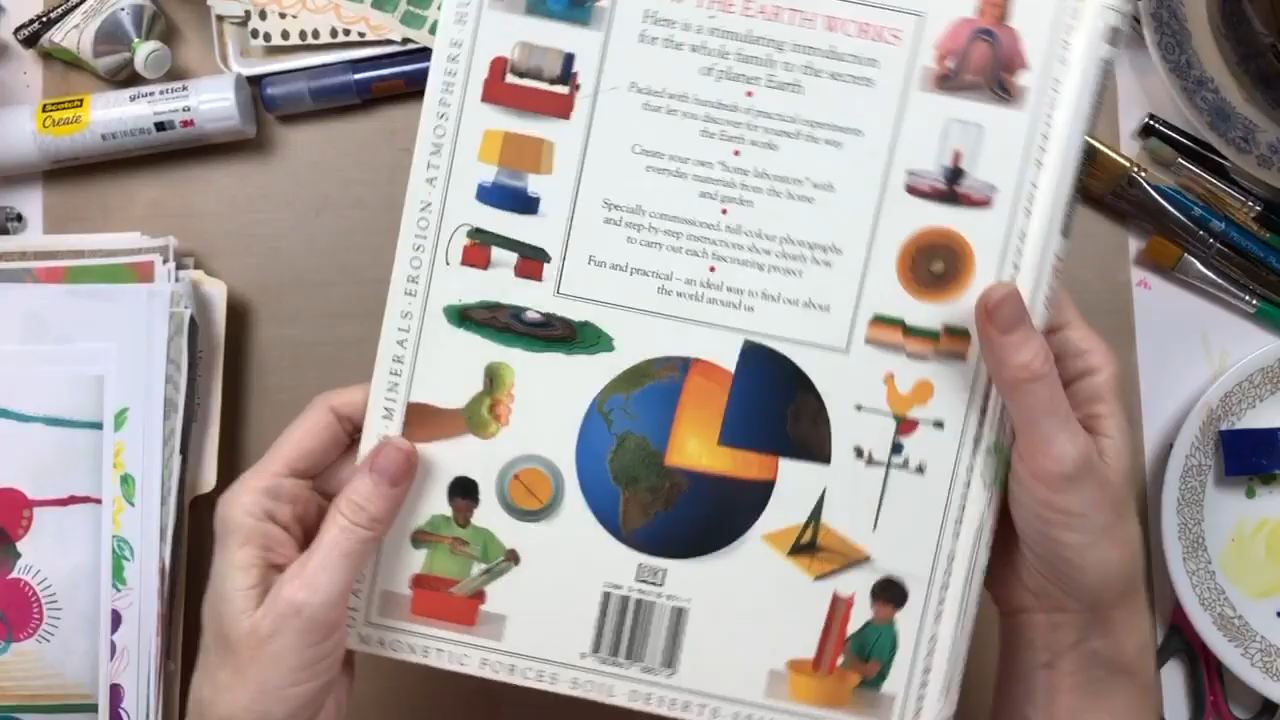 THE EARTH WORKS
Here is a stimulating introduction
for the whole family to the secrets
of planet Earth
Packed with hundreds of practical experiments
that let you discover for yourself the way
the Earth works
Create your own "home laboratory" with
everyday materials from the home
and garden
Specially commissioned, full-colour photographs
and step-by-step instructions show clearly how
to carry out each fascinating project
Fun and practical – an ideal way to find out about
the world around us
MINERALS·EROSION·ATMOSPHERE·
MAGNETIC FORCES·SOIL·DESERTS·
DK
Scotch
Create
glue stick
3M